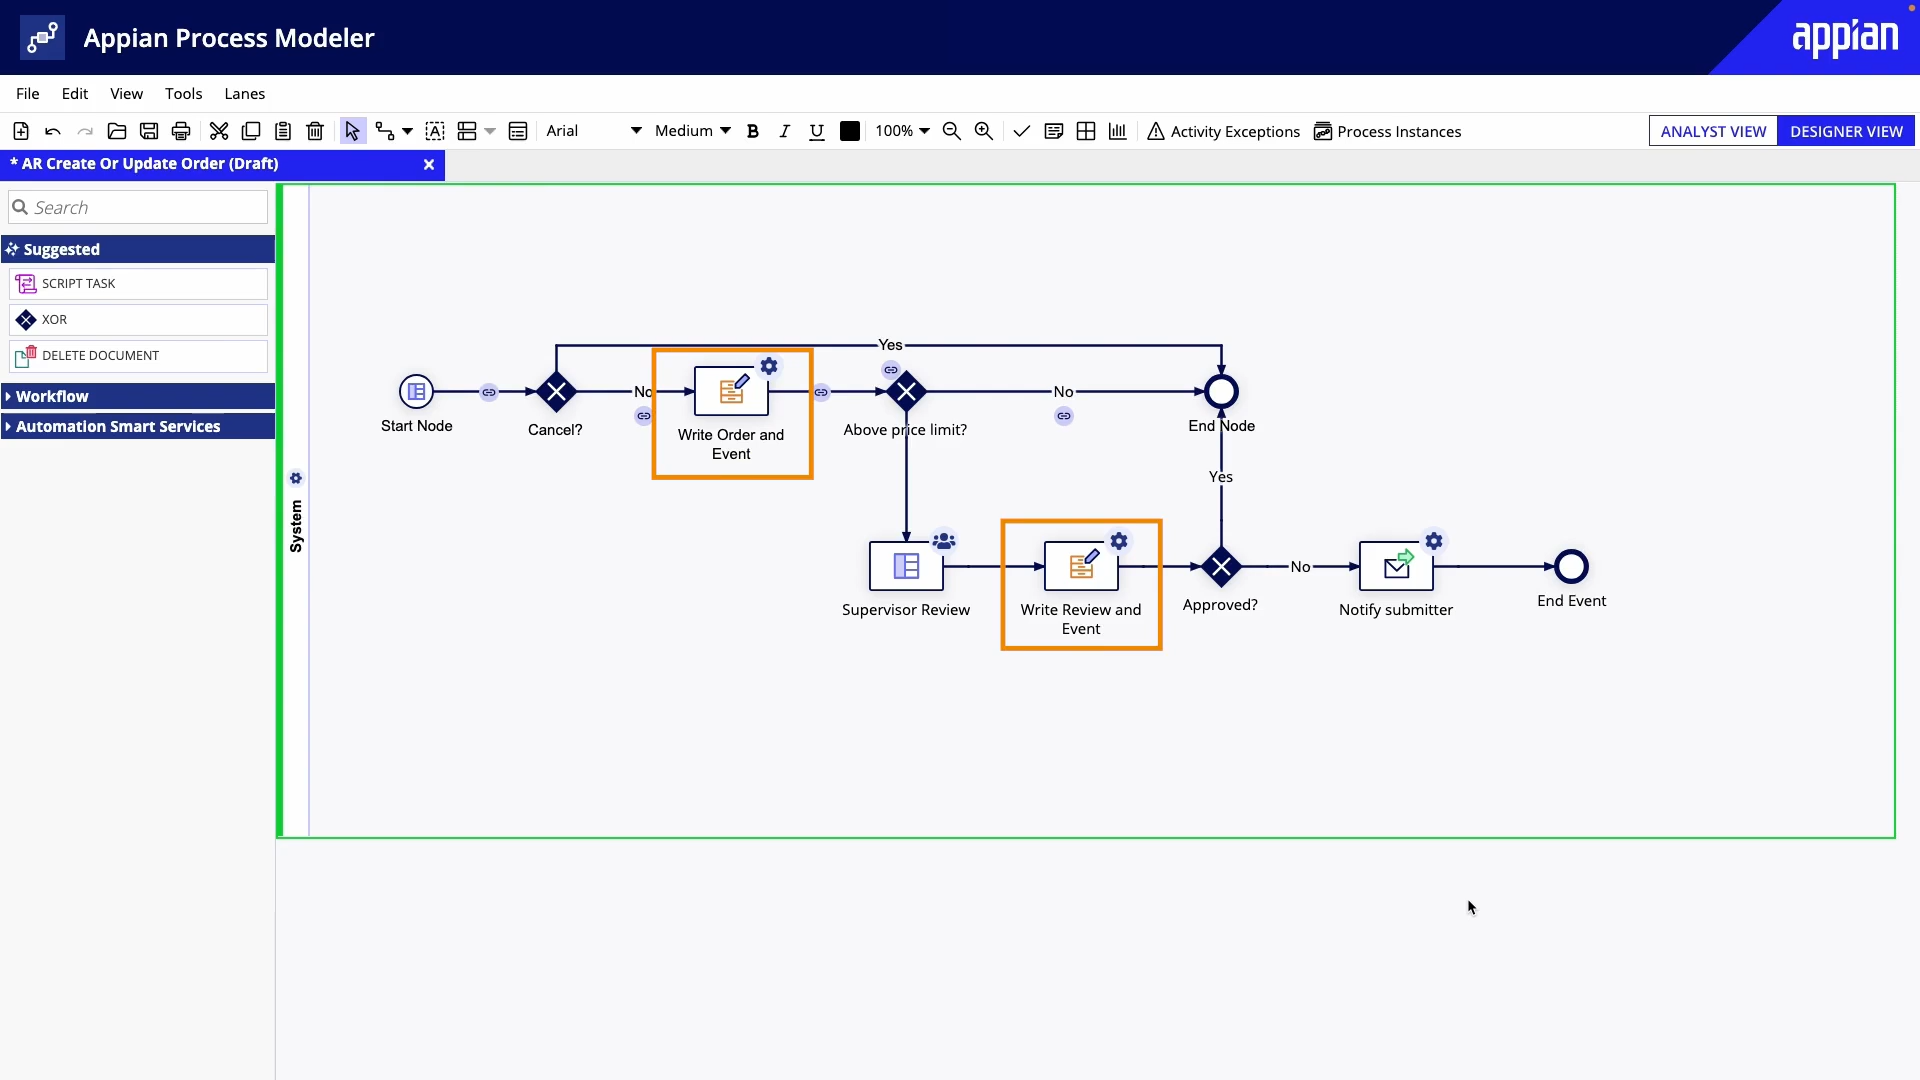 Appian Process Modeler
appian
File Edit View Tools Lanes
Arial Medium B I U 100% Activity Exceptions Process Instances ANALYST VIEW DESIGNER VIEW
* AR Create Or Update Order (Draft)
Search
Suggested
SCRIPT TASK
XOR
DELETE DOCUMENT
Workflow
Automation Smart Services
System
Yes
No
No
Start Node
Cancel?
Write Order and
Event
Above price limit?
End Node
Yes
No
Supervisor Review
Write Review and
Event
Approved?
Notify submitter
End Event